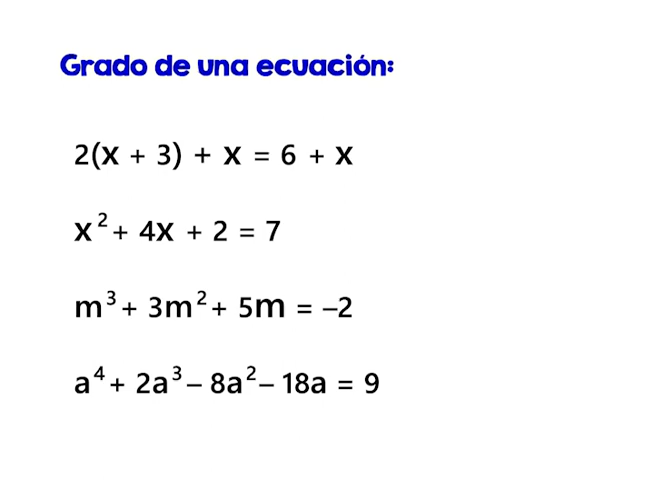 Grado de una ecuación:
2(x + 3) + x = 6 + x
x² + 4x + 2 = 7
m³ + 3m² + 5m = –2
a⁴ + 2a³ – 8a² – 18a = 9